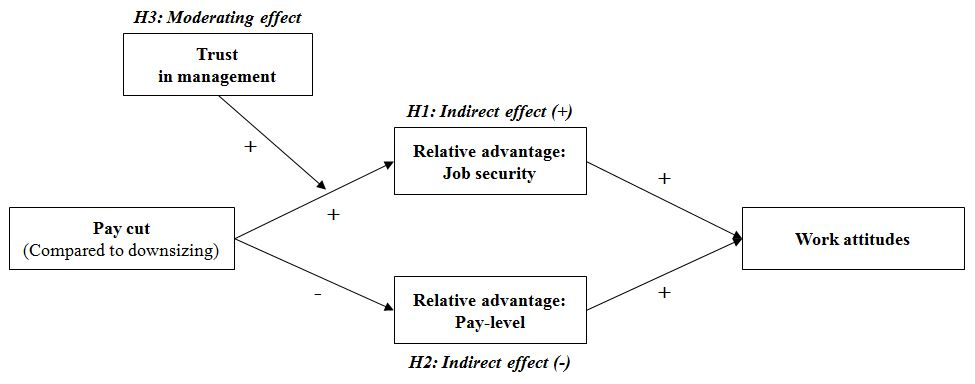 H3: Moderating effect
Trust
in management
+
H1: Indirect effect (+)
Relative advantage:
Job security
+
+
Pay cut
(Compared to downsizing)
Work attitudes
-
+
Relative advantage:
Pay-level
H2: Indirect effect (-)